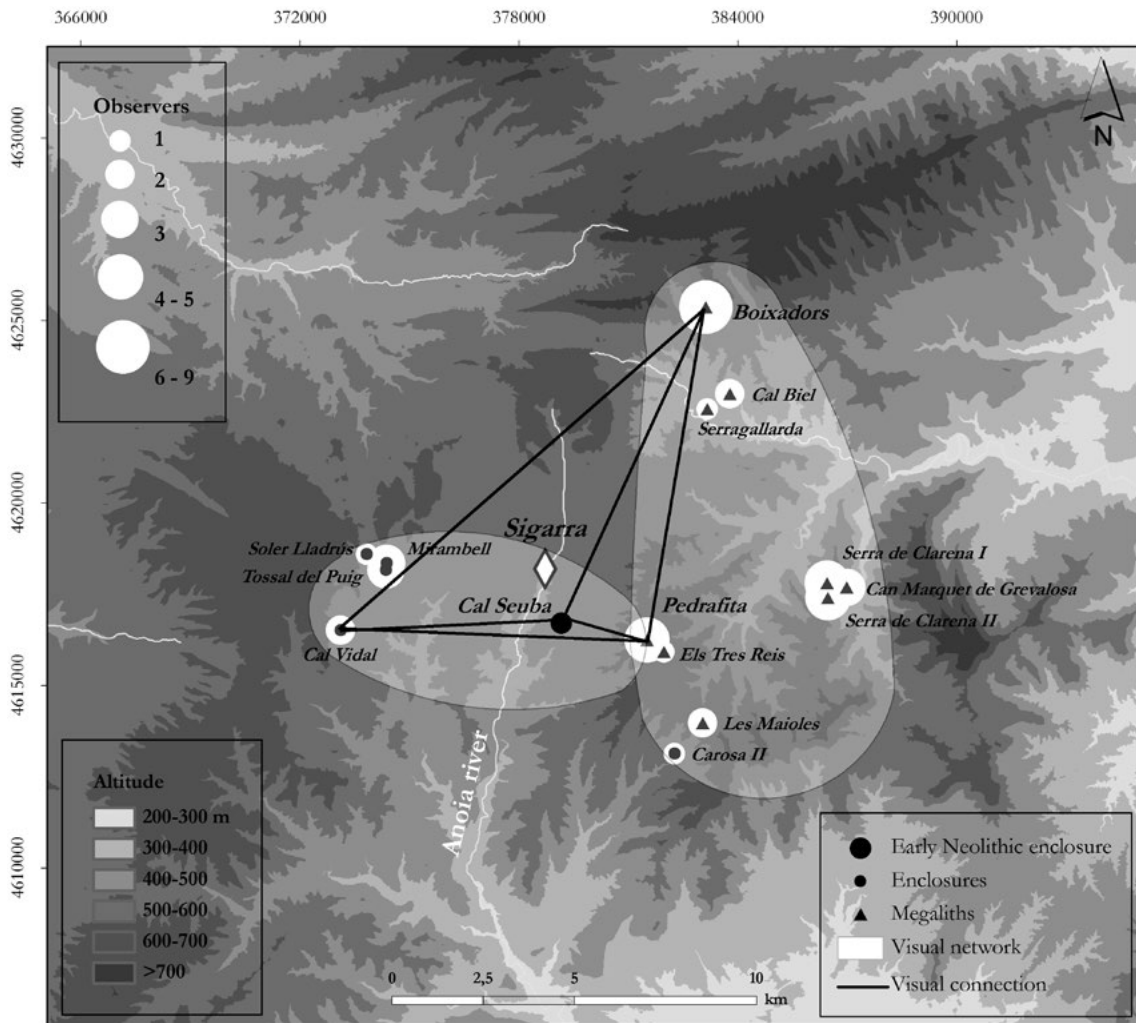 366000
372000
378000
384000
390000
4630000
4625000
4620000
4615000
4610000
Observers
1
2
3
4 - 5
6 - 9
N
Boixadors
Cal Biel
Serragallarda
Sigarra
Soler Lladrús
Mirambell
Tossal del Puig
Serra de Clarena I
Can Marquet de Grevalosa
Serra de Clarena II
Cal Seuba
Pedrafita
Cal Vidal
Els Tres Reis
Les Maioles
Carosa II
Anoia river
Altitude
200-300 m
300-400
400-500
500-600
600-700
>700
0
2,5
5
10
km
Early Neolithic enclosure
Enclosures
Megaliths
Visual network
Visual connection